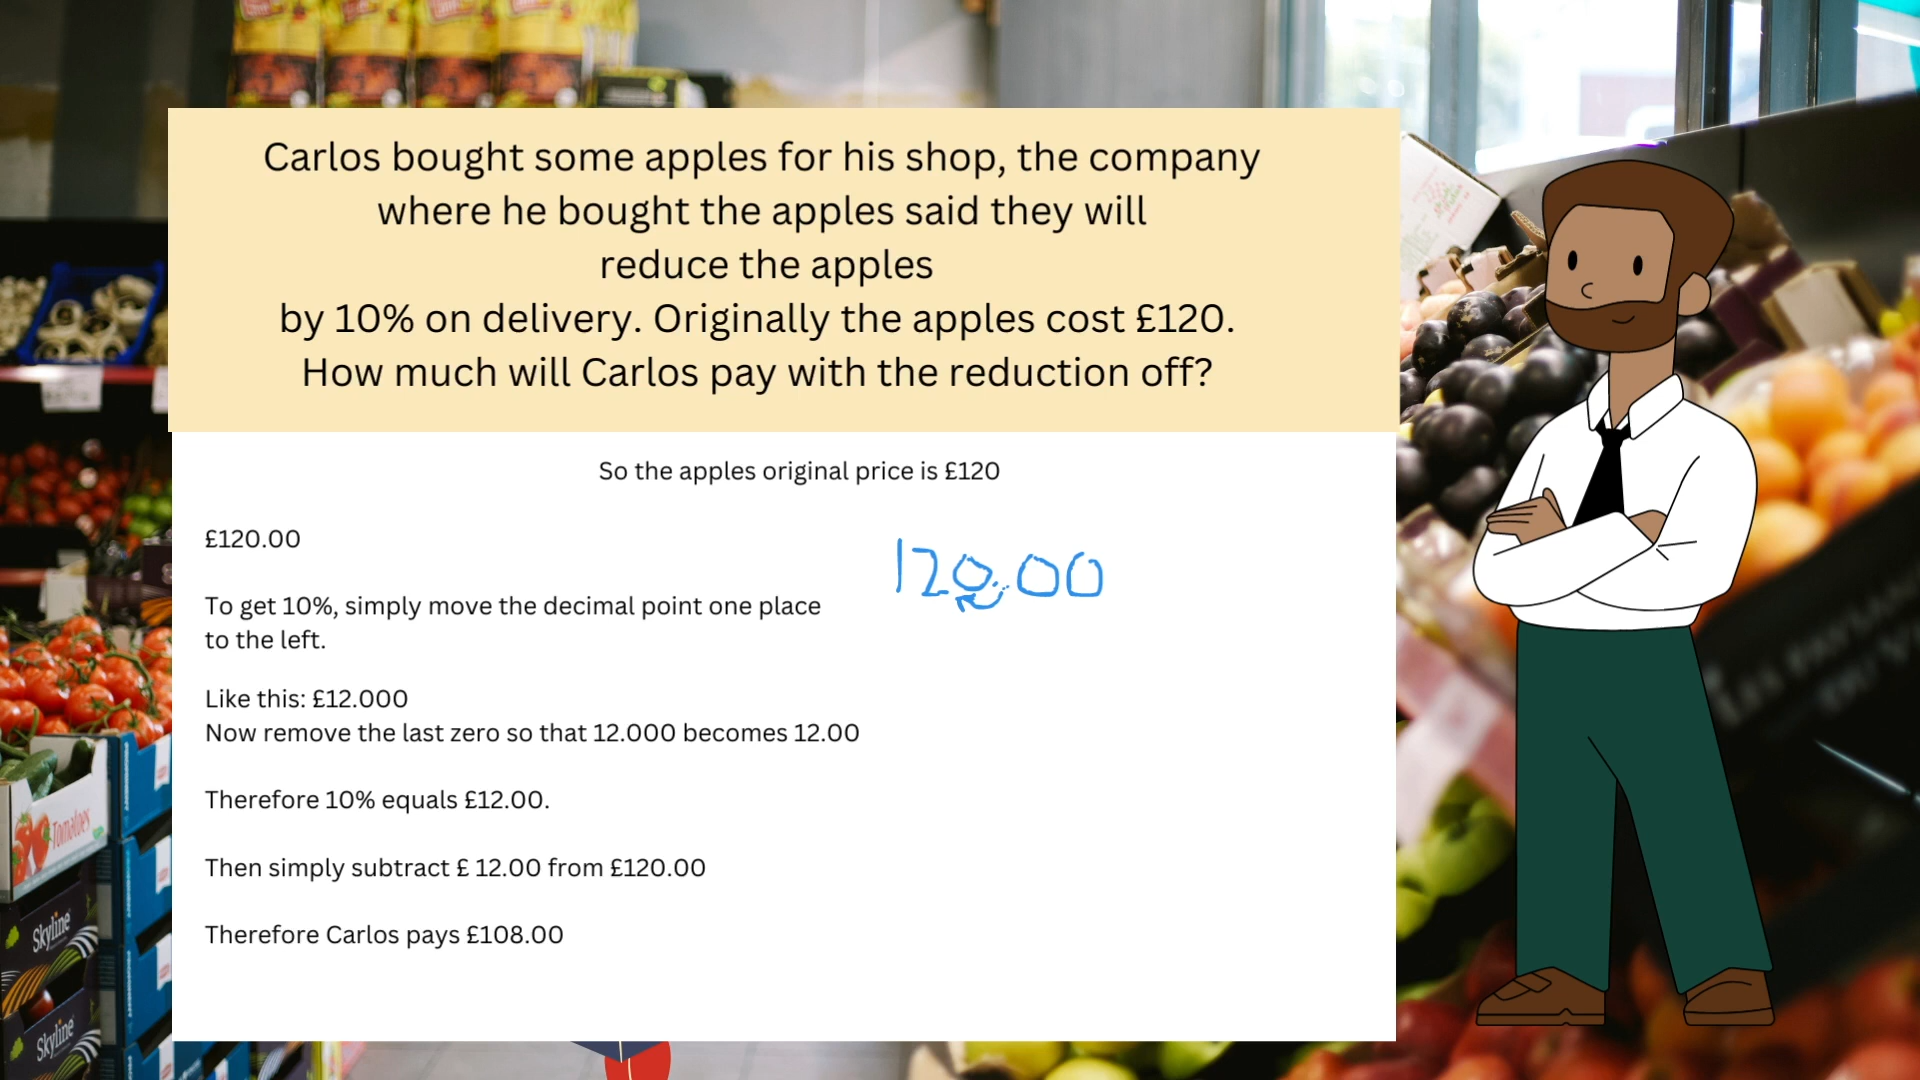 Carlos bought some apples for his shop, the company
where he bought the apples said they will
reduce the apples
by 10% on delivery. Originally the apples cost £120.
How much will Carlos pay with the reduction off?
So the apples original price is £120
£120.00
120.00
To get 10%, simply move the decimal point one place
to the left.
Like this: £12.000
Now remove the last zero so that 12.000 becomes 12.00
Therefore 10% equals £12.00.
Then simply subtract £ 12.00 from £120.00
Therefore Carlos pays £108.00
Tomatoes
Skyline
Skyline